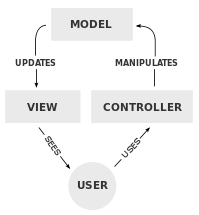 MODEL
UPDATES
MANIPULATES
VIEW
CONTROLLER
SEES
USES
USER